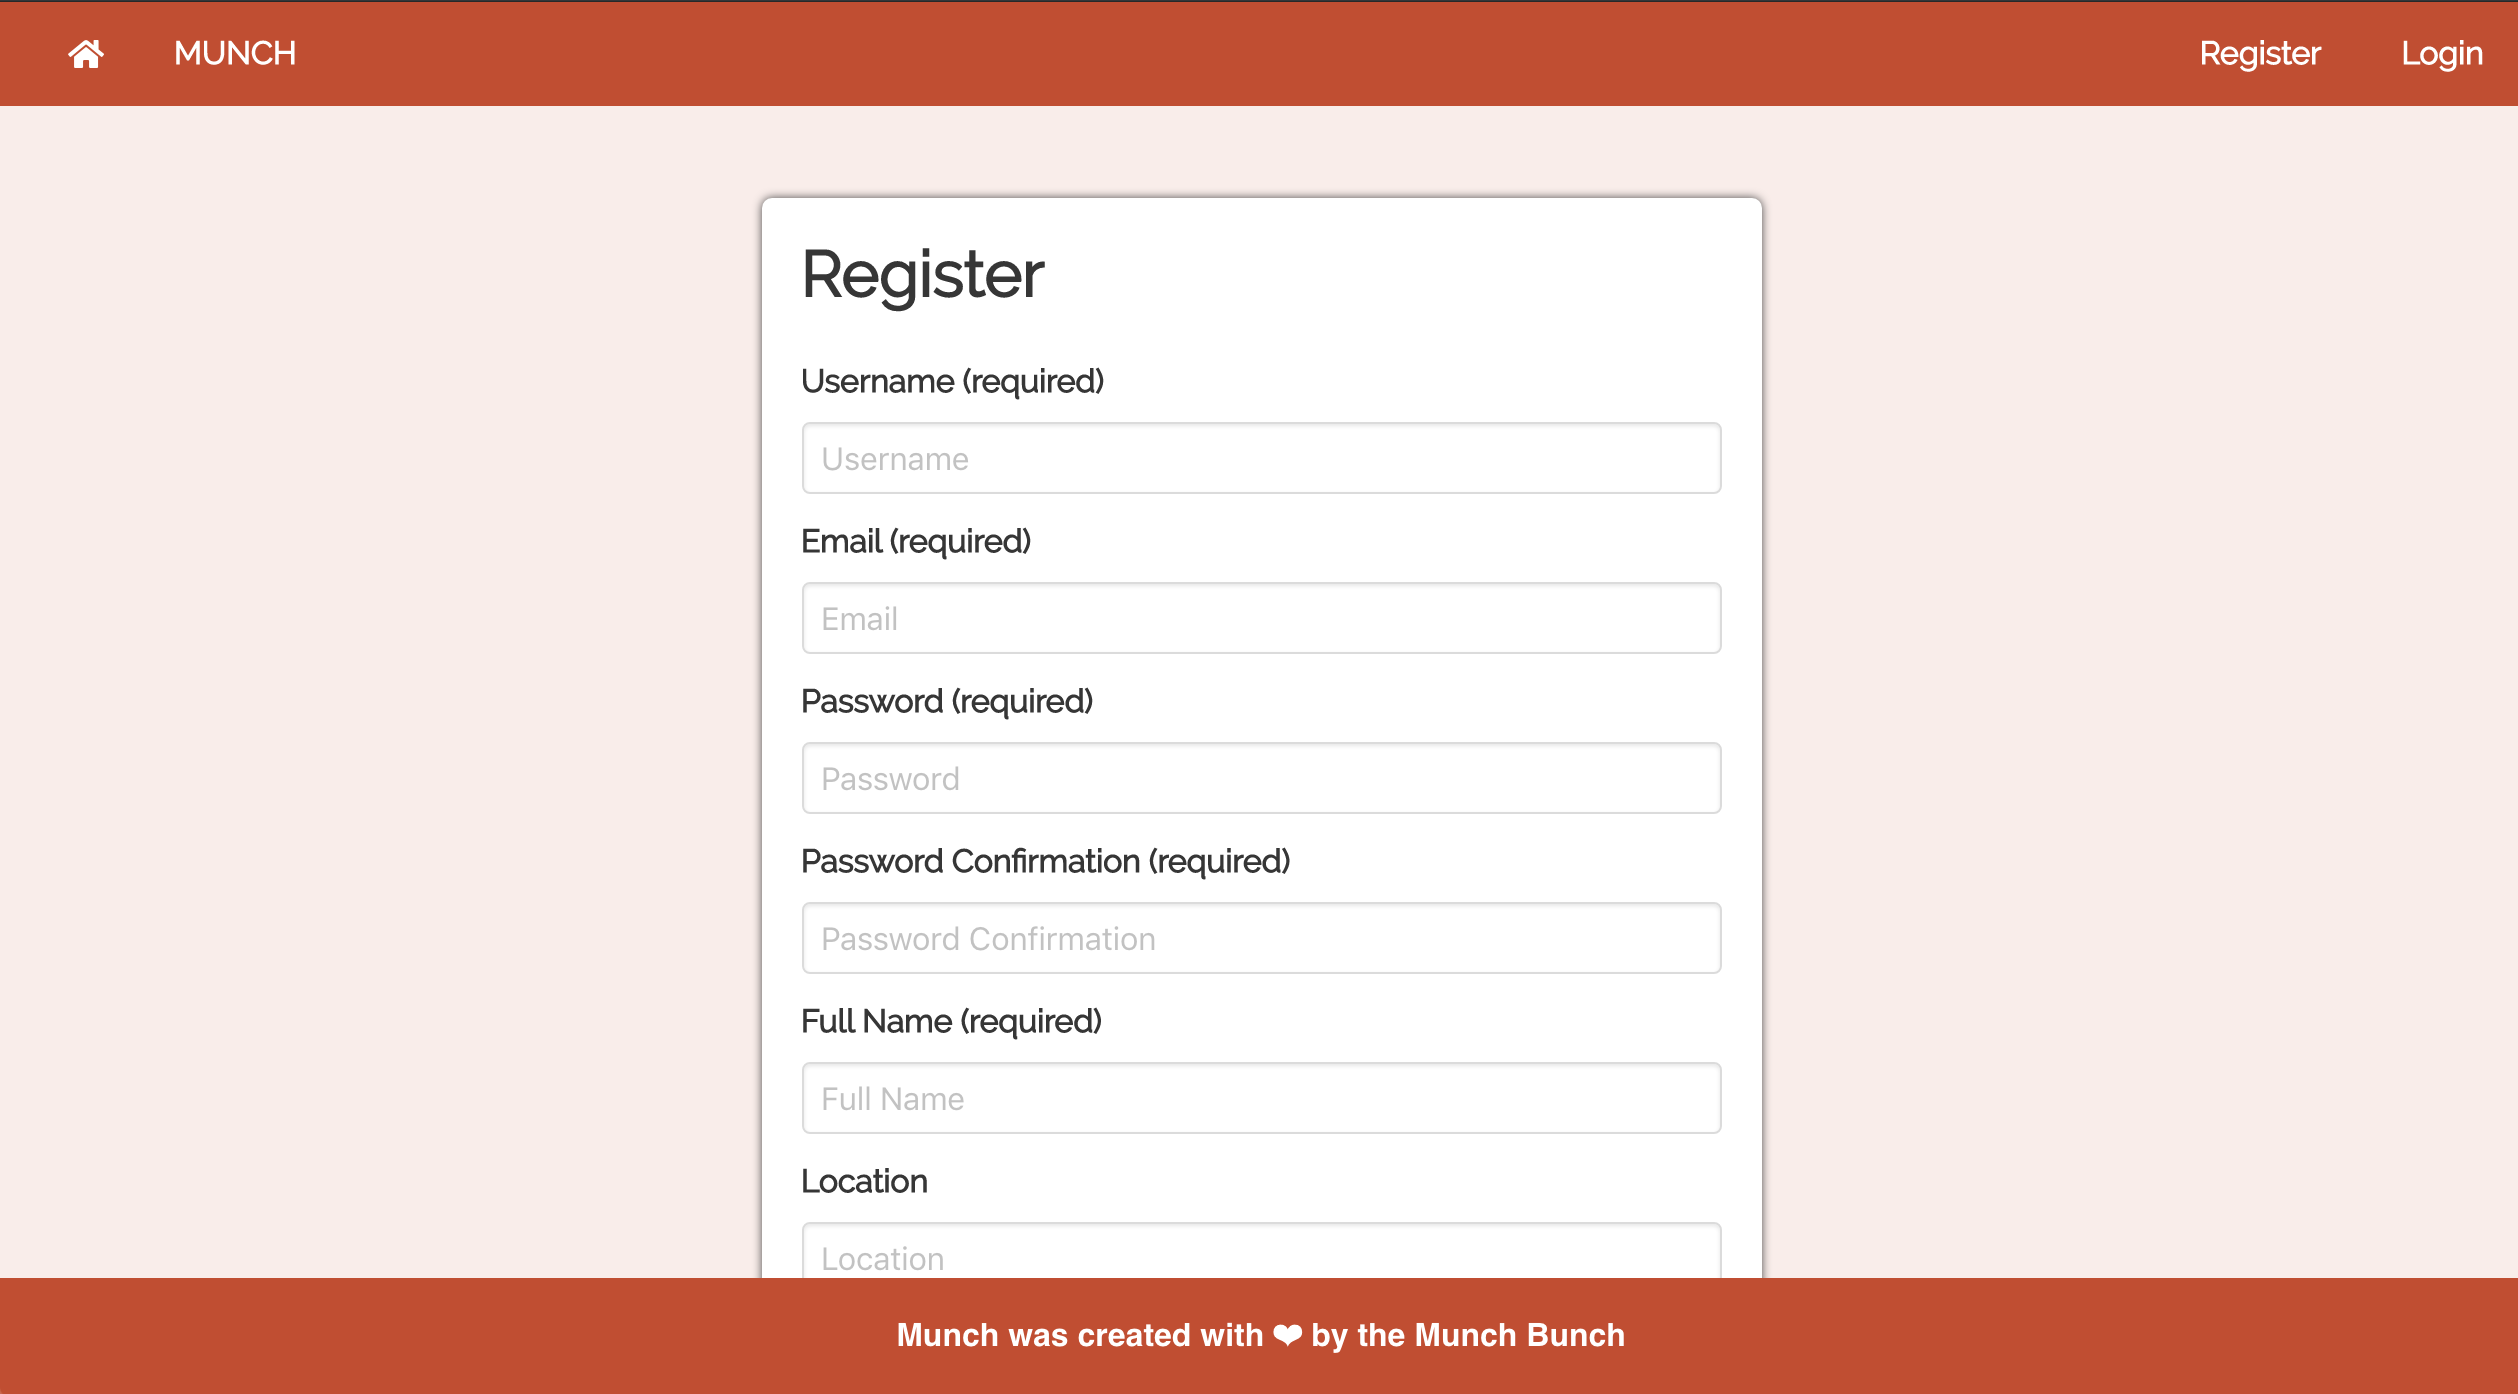 MUNCH Register Login
Register
Username (required)
Username
Email (required)
Email
Password (required)
Password
Password Confirmation (required)
Password Confirmation
Full Name (required)
Full Name
Location
Location
Munch was created with ❤ by the Munch Bunch